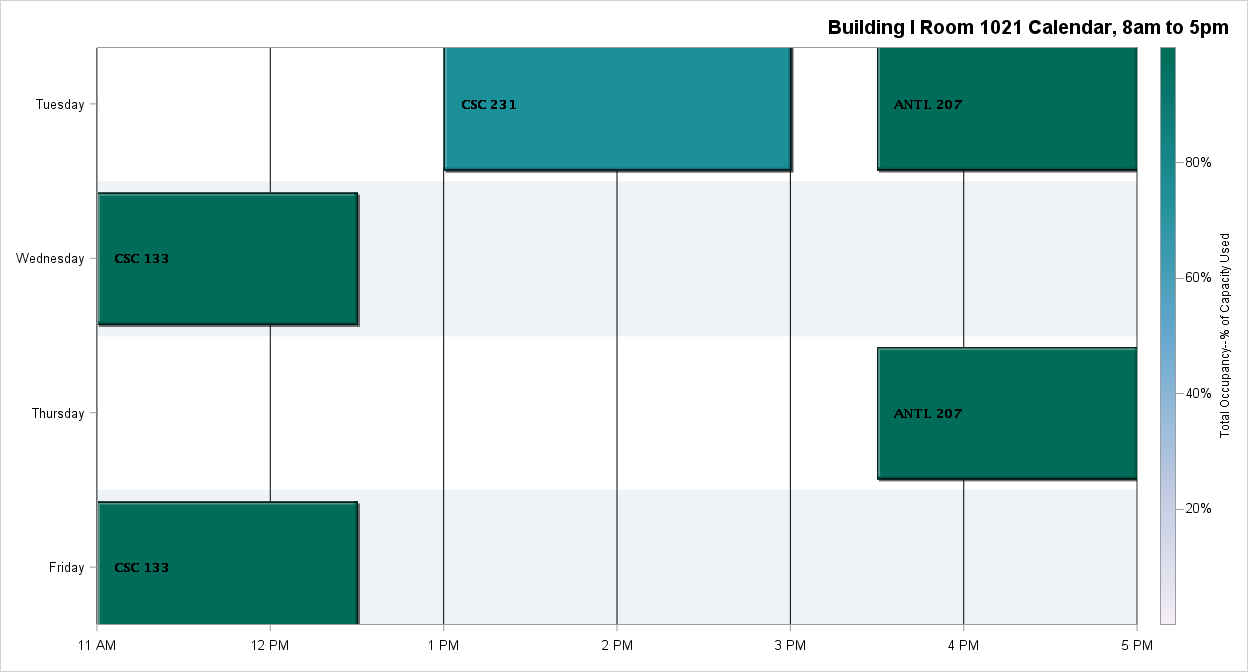 Building I Room 1021 Calendar, 8am to 5pm
Tuesday
CSC 231
ANTL 207
Wednesday
CSC 133
Thursday
ANTL 207
Friday
CSC 133
11 AM
12 PM
1 PM
2 PM
3 PM
4 PM
5 PM
80%
60%
40%
20%
Total Occupancy--% of Capacity Used